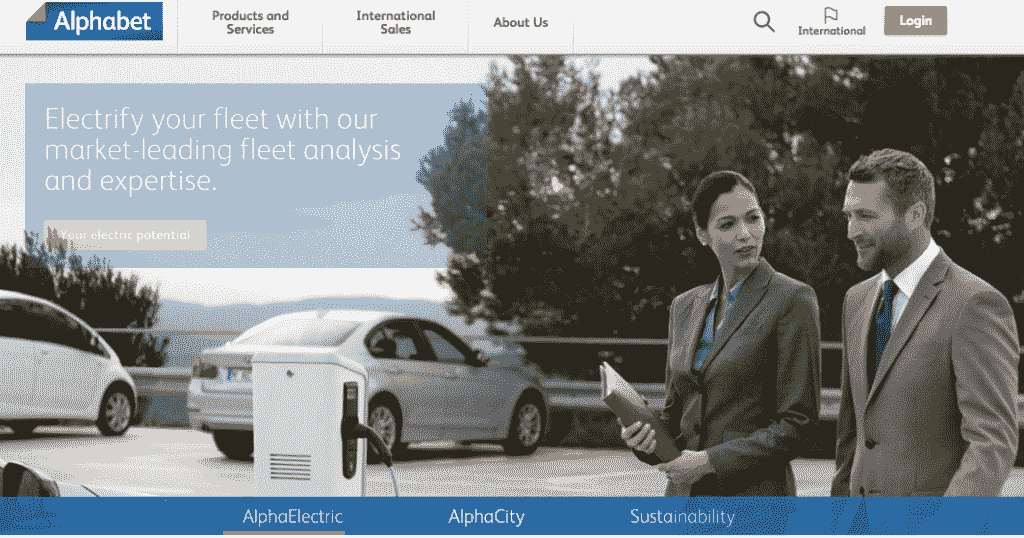 Alphabet
Products and
Services
International
Sales
About Us
International
Login
Electrify your fleet with our
market-leading fleet analysis
and expertise.
Your electric potential
AlphaElectric
AlphaCity
Sustainability